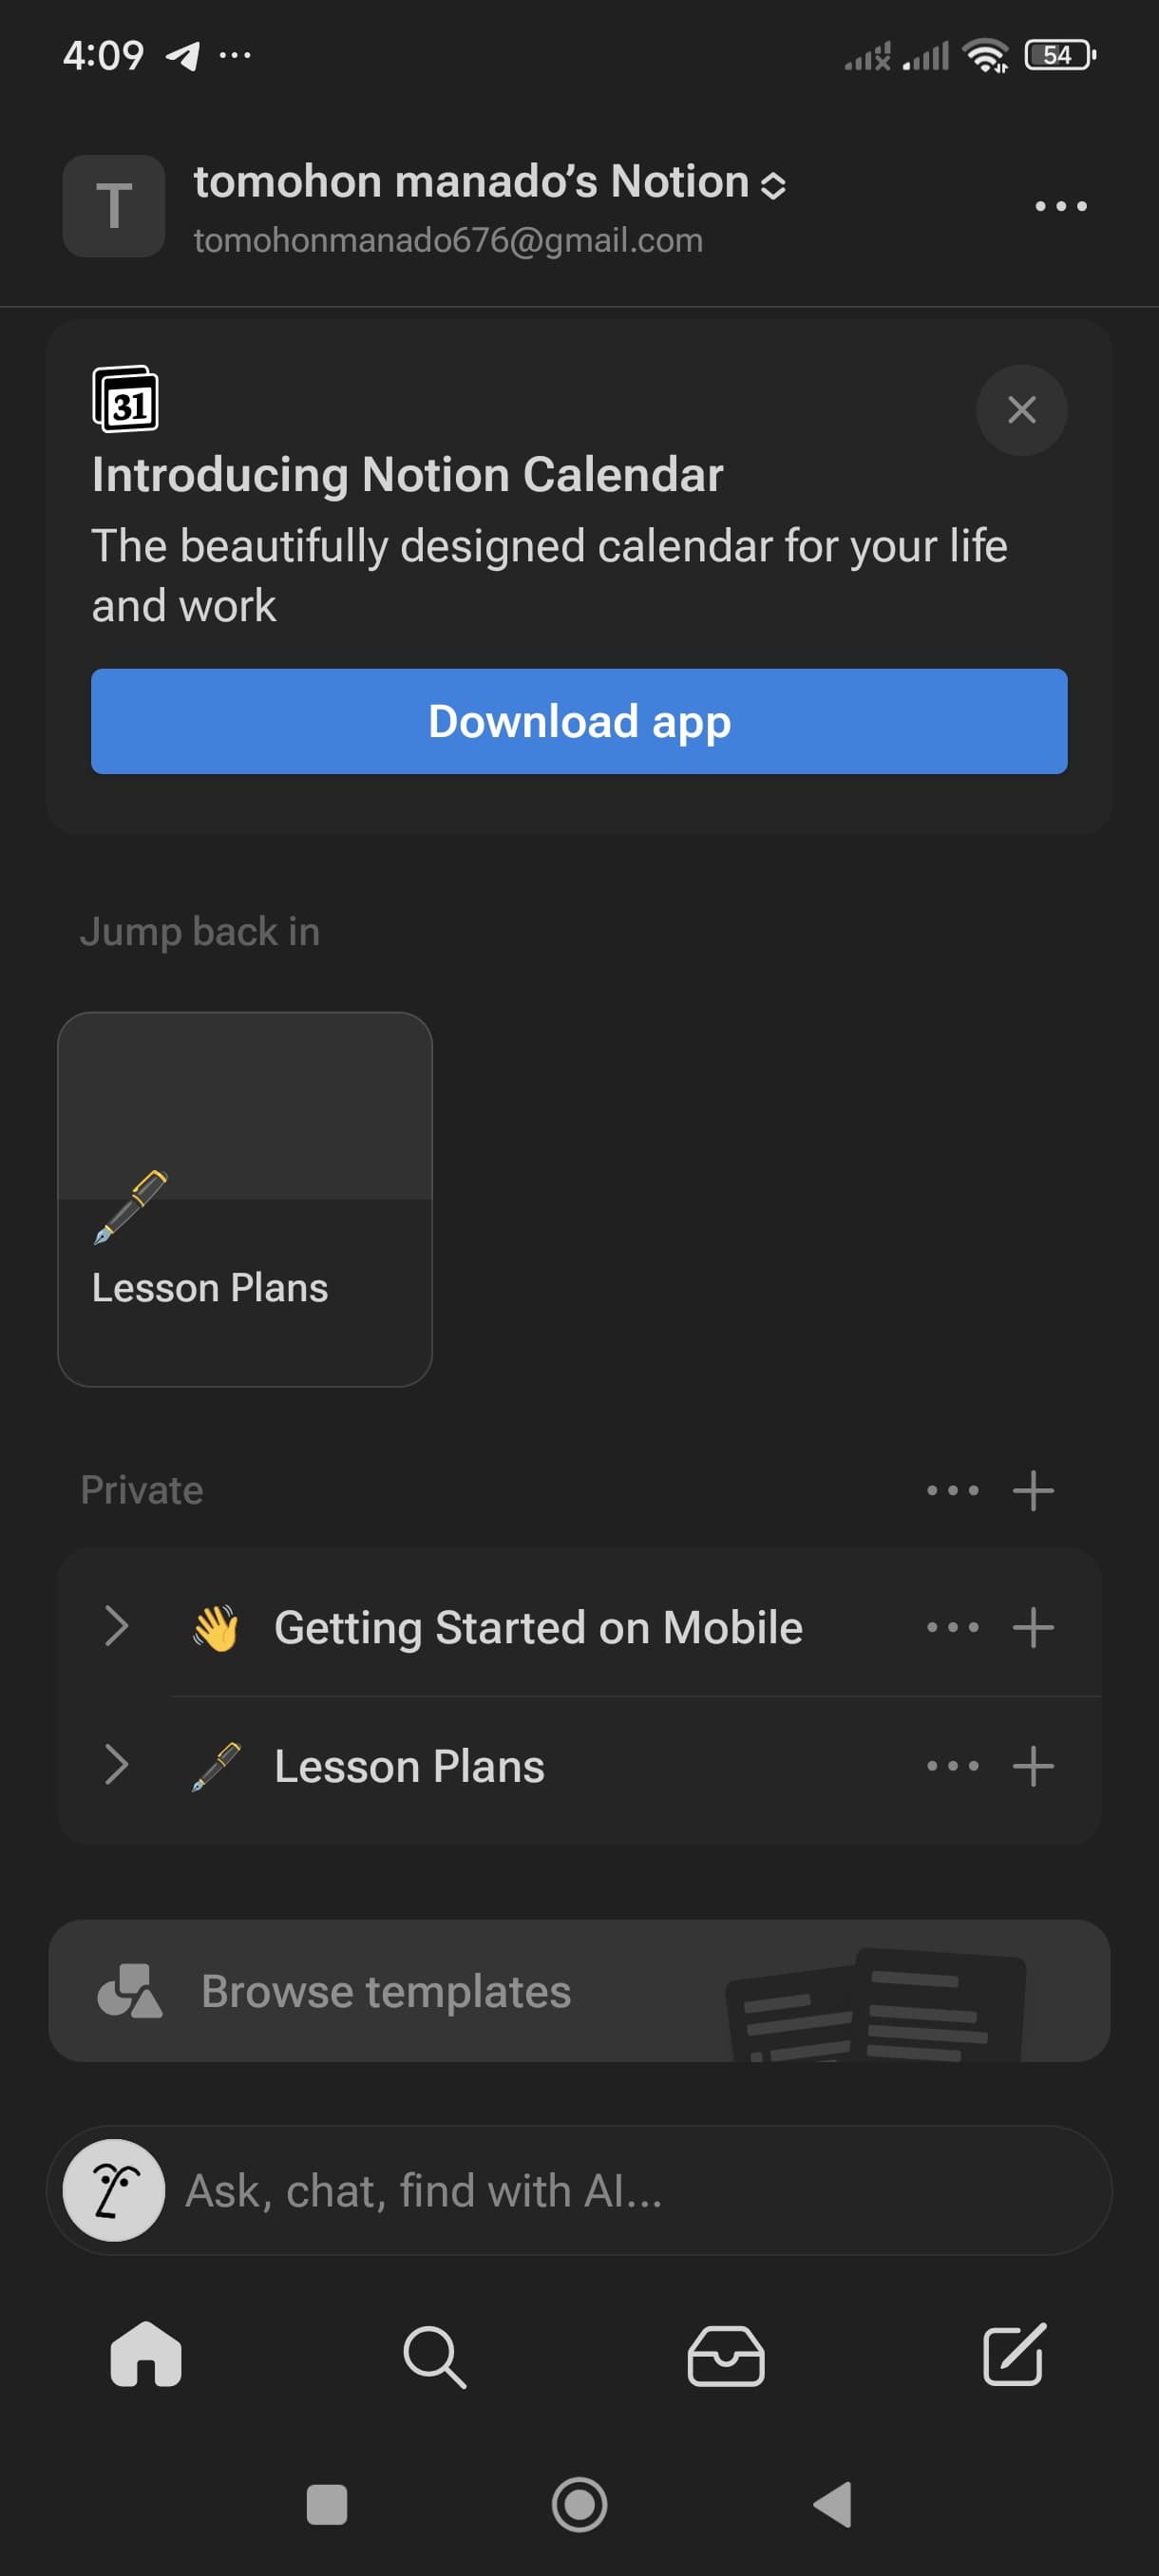 4:09
54
T
tomohon manado’s Notion
tomohonmanado676@gmail.com
31
Introducing Notion Calendar
The beautifully designed calendar for your life
and work
Download app
Jump back in
Lesson Plans
Private
Getting Started on Mobile
Lesson Plans
Browse templates
Ask, chat, find with AI...